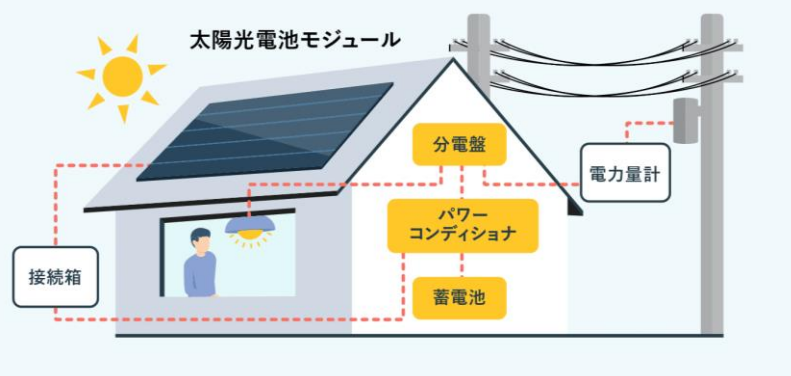 太陽光電池モジュール
分電盤
電力量計
パワー
コンディショナ
接続箱
蓄電池